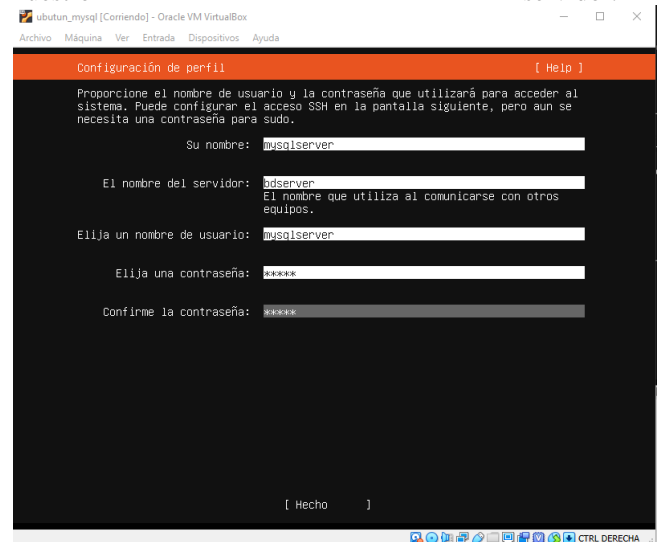 ubutun_mysql [Corriendo] - Oracle VM VirtualBox
Archivo Máquina Ver Entrada Dispositivos Ayuda
Configuración de perfil [ Help ]
Proporcione el nombre de usuario y la contraseña que utilizará para acceder al
sistema. Puede configurar el acceso SSH en la pantalla siguiente, pero aun se
necesita una contraseña para sudo.
Su nombre: mysqlserver
El nombre del servidor: bdserver
El nombre que utiliza al comunicarse con otros
equipos.
Elija un nombre de usuario: mysqlserver
Elija una contraseña: *****
Confirme la contraseña: *****
[ Hecho ]
CTRL DERECHA